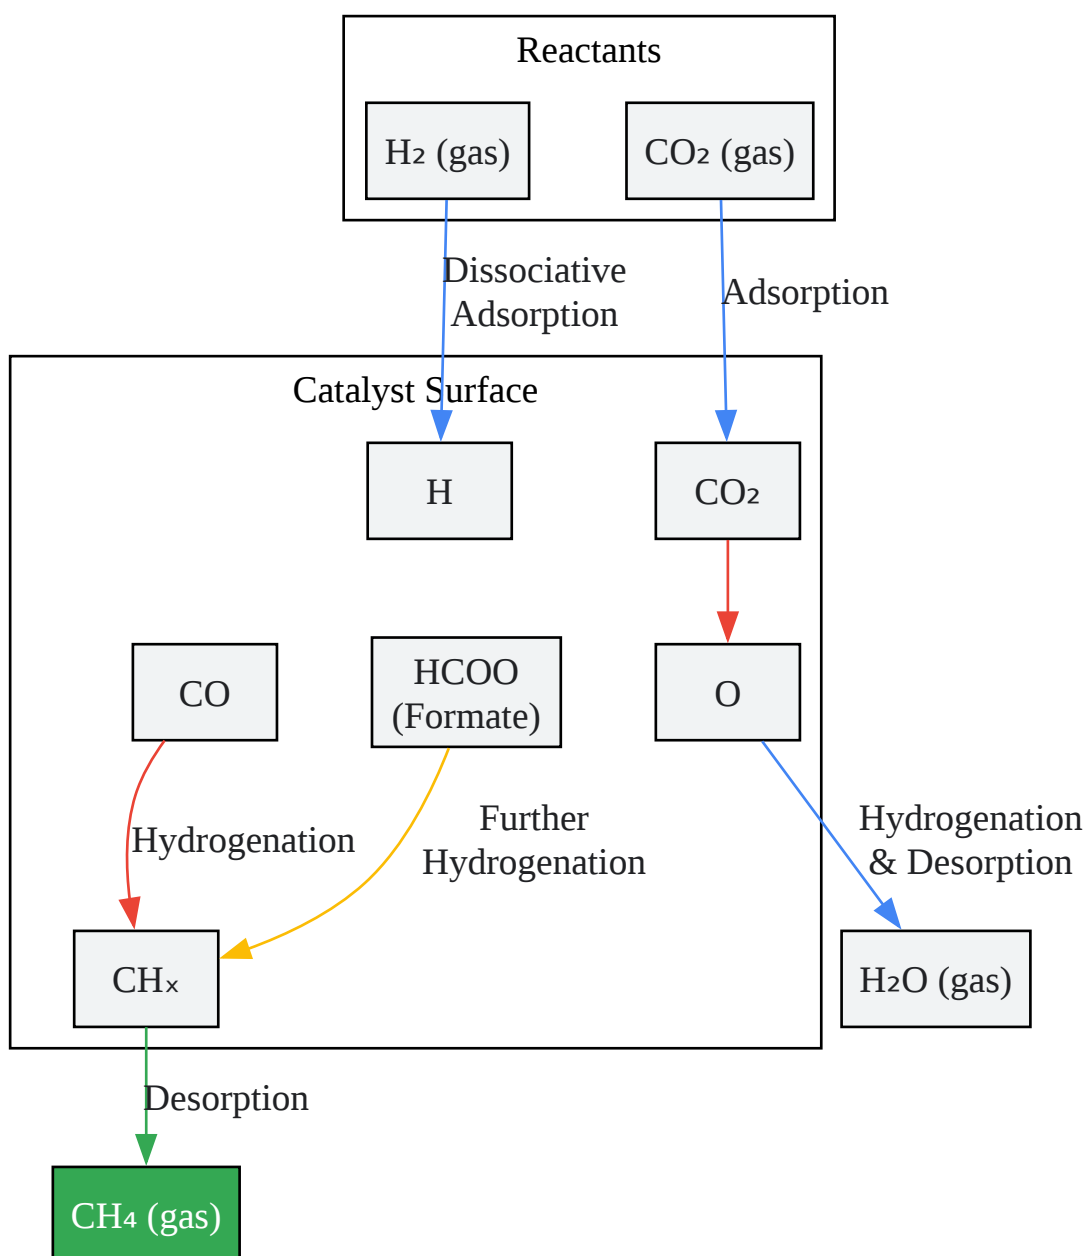 Reactants
H₂ (gas)
CO₂ (gas)
Dissociative
Adsorption
Adsorption
Catalyst Surface
H
CO₂
CO
HCOO
(Formate)
O
Hydrogenation
Further
Hydrogenation
Hydrogenation
& Desorption
CHₓ
H₂O (gas)
Desorption
CH₄ (gas)